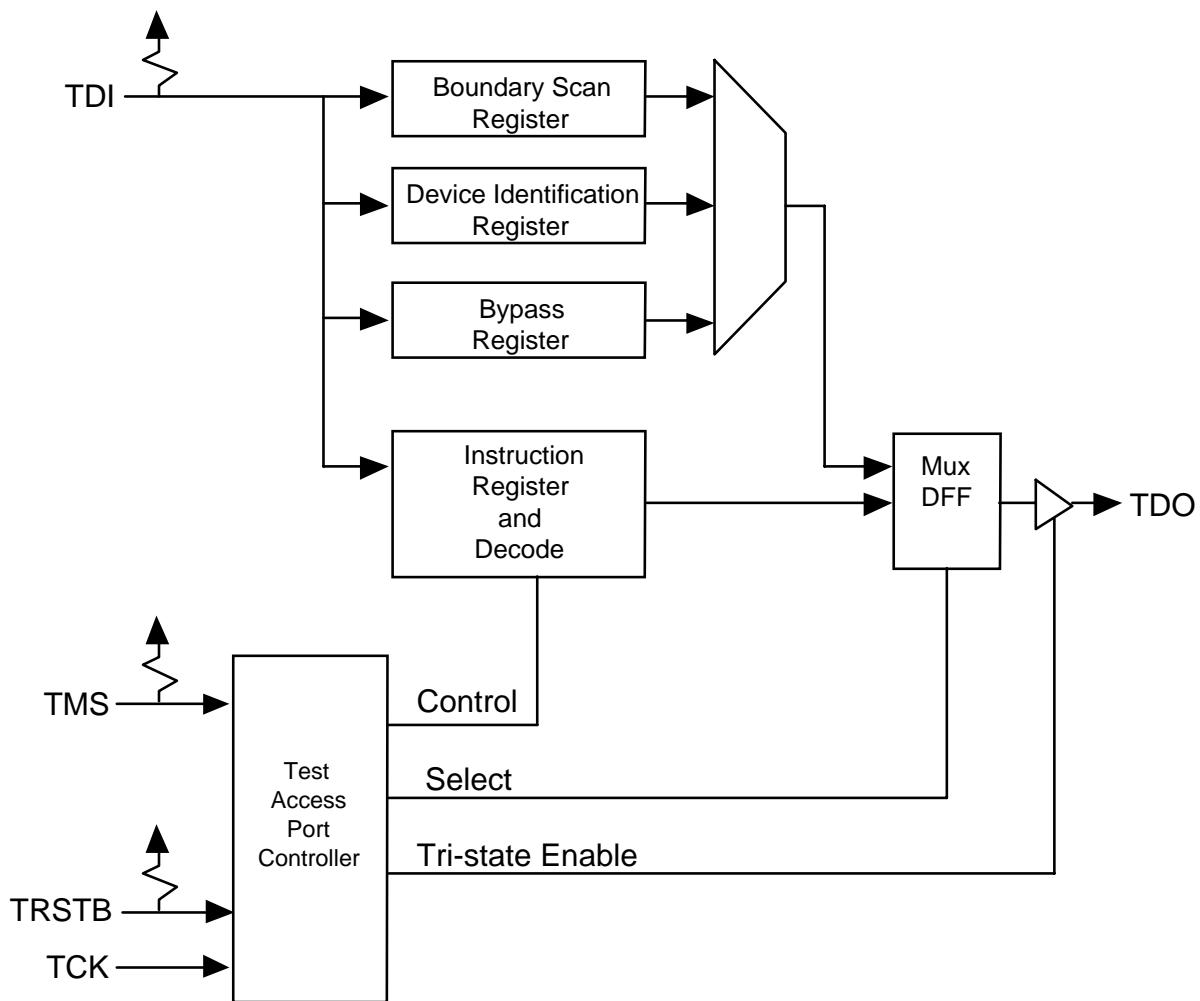 TDI
Boundary Scan
Register
Device Identification
Register
Bypass
Register
Instruction
Register
and
Decode
Mux
DFF
TDO
TMS
Control
Test
Access
Port
Controller
Select
Tri-state Enable
TRSTB
TCK